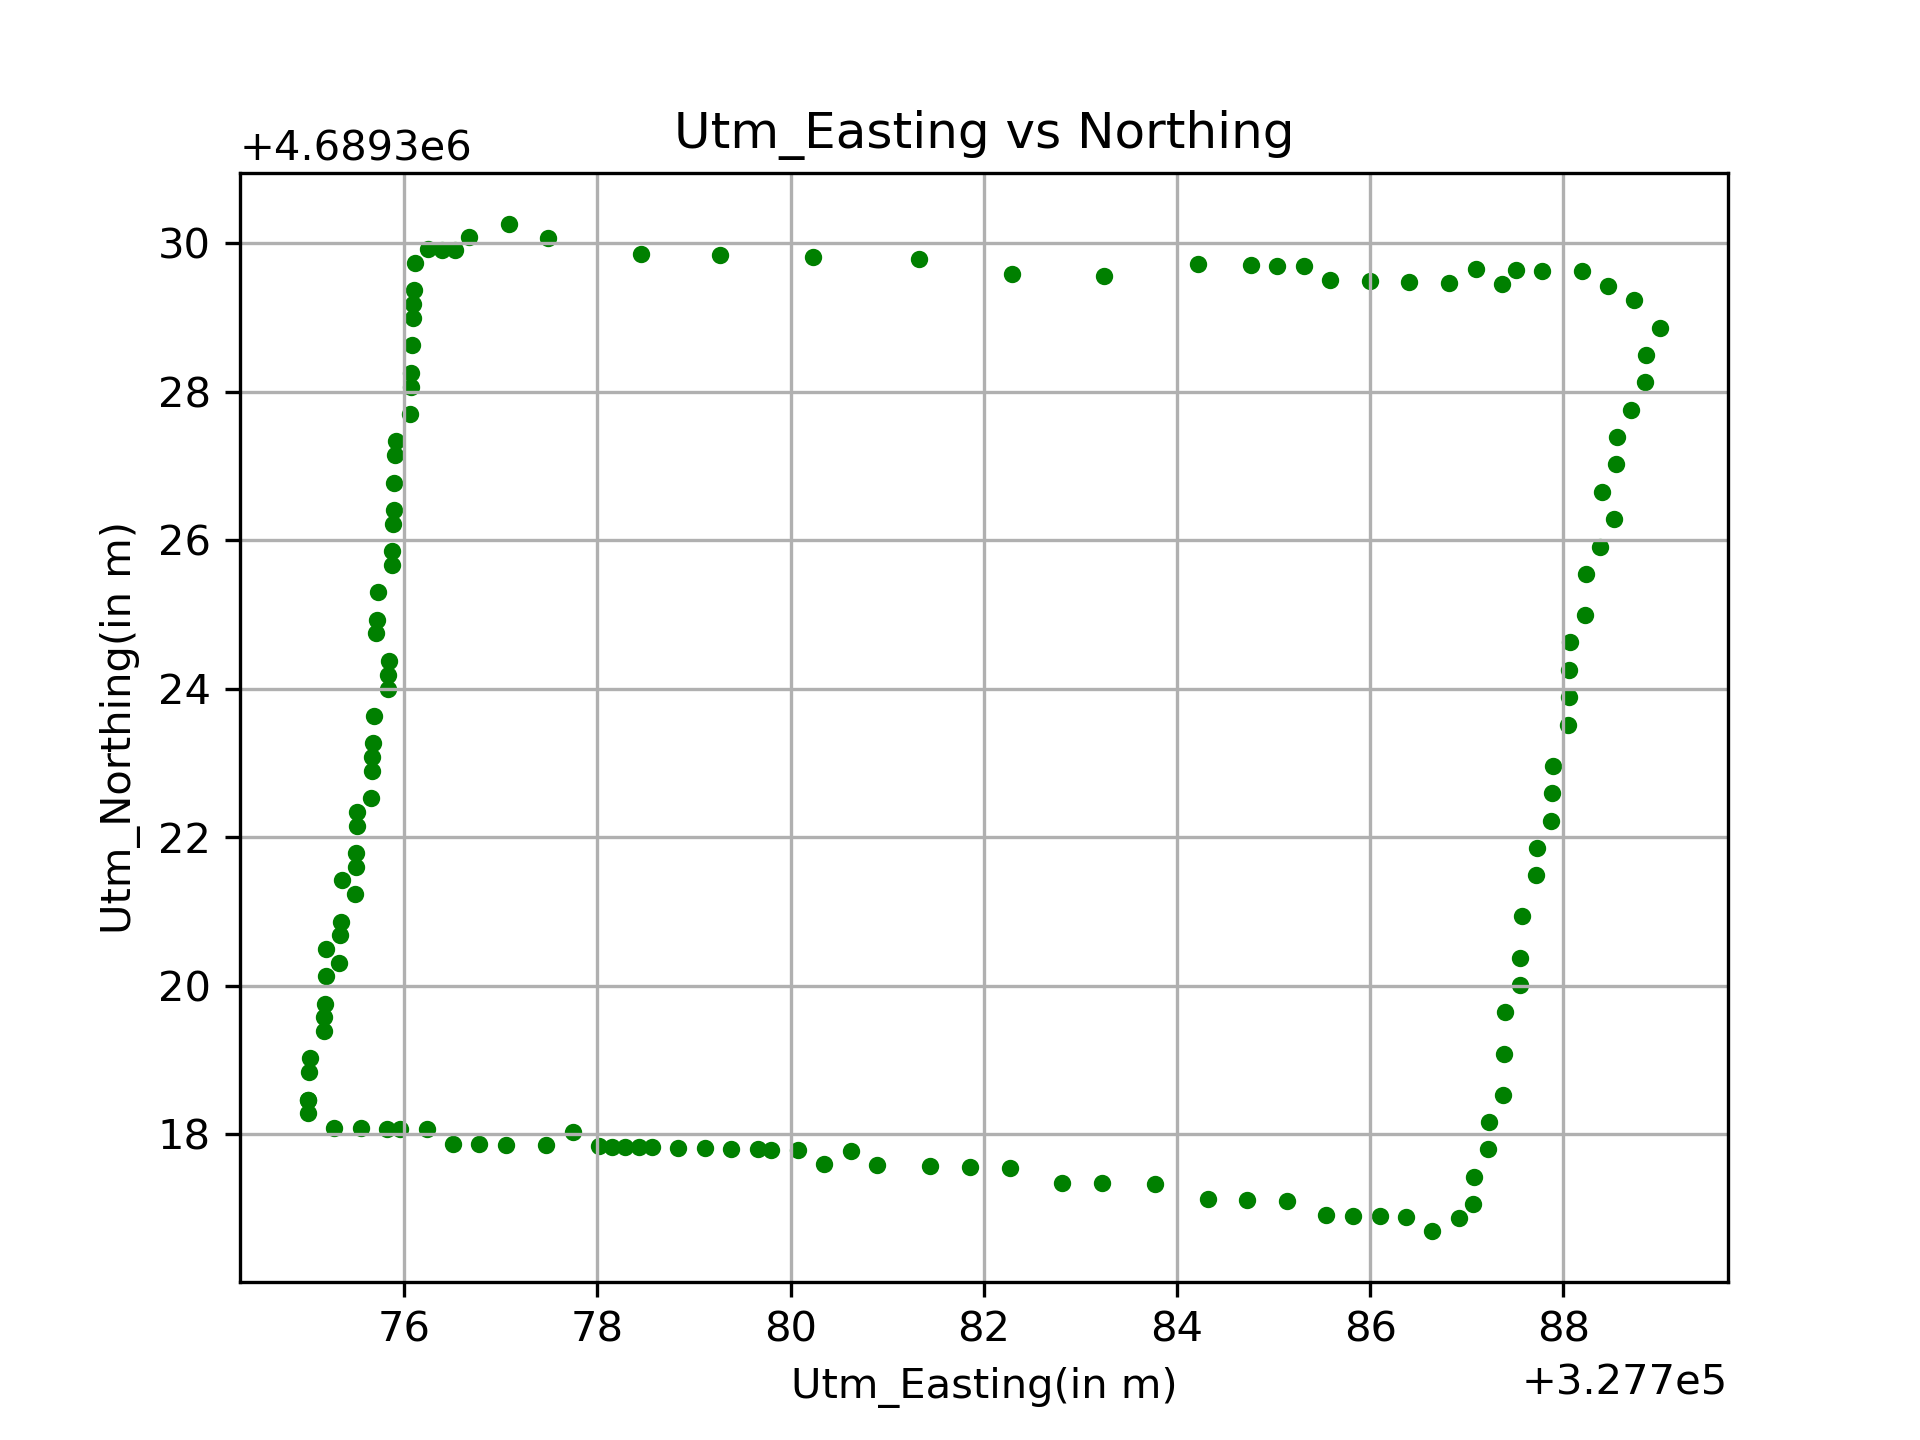 Utm_Easting vs Northing
+4.6893e6
30
28
26
24
22
20
18
Utm_Northing(in m)
76 78 80 82 84 86 88
Utm_Easting(in m)
+3.277e5